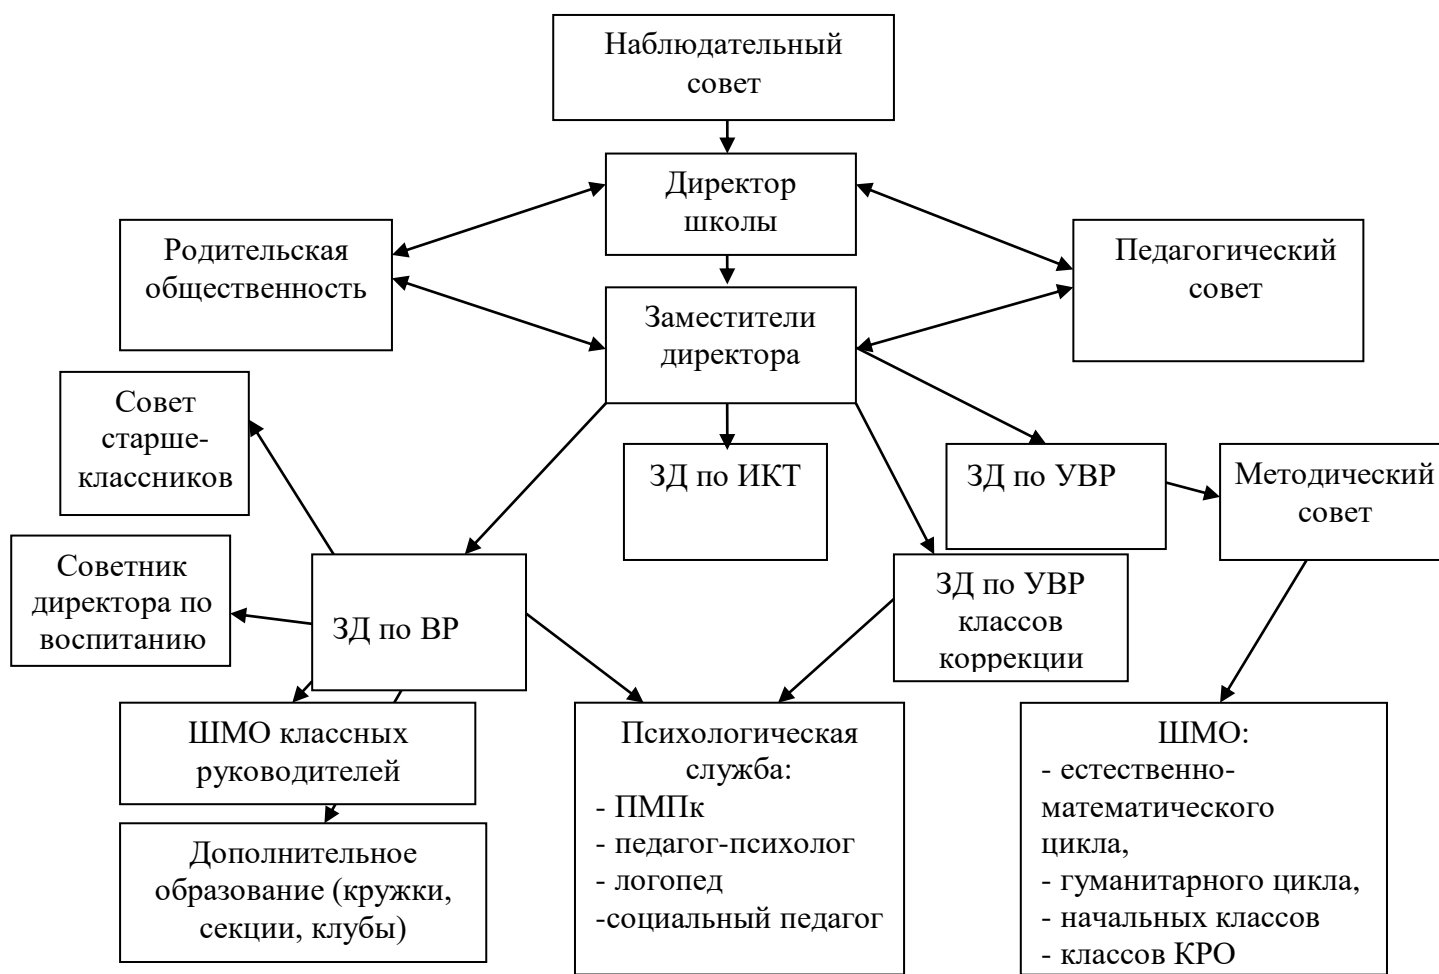 Наблюдательный
совет
Директор
школы
Родительская
общественность
Педагогический
совет
Заместители
директора
Совет
старше-
классников
ЗД по ИКТ
ЗД по УВР
Методический
совет
Советник
директора по
воспитанию
ЗД по ВР
ЗД по УВР
классов
коррекции
ШМО классных
руководителей
Психологическая
служба:
- ПМПк
- педагог-психолог
- логопед
-социальный педагог
ШМО:
- естественно-
математического
цикла,
- гуманитарного цикла,
- начальных классов
- классов КРО
Дополнительное
образование (кружки,
секции, клубы)